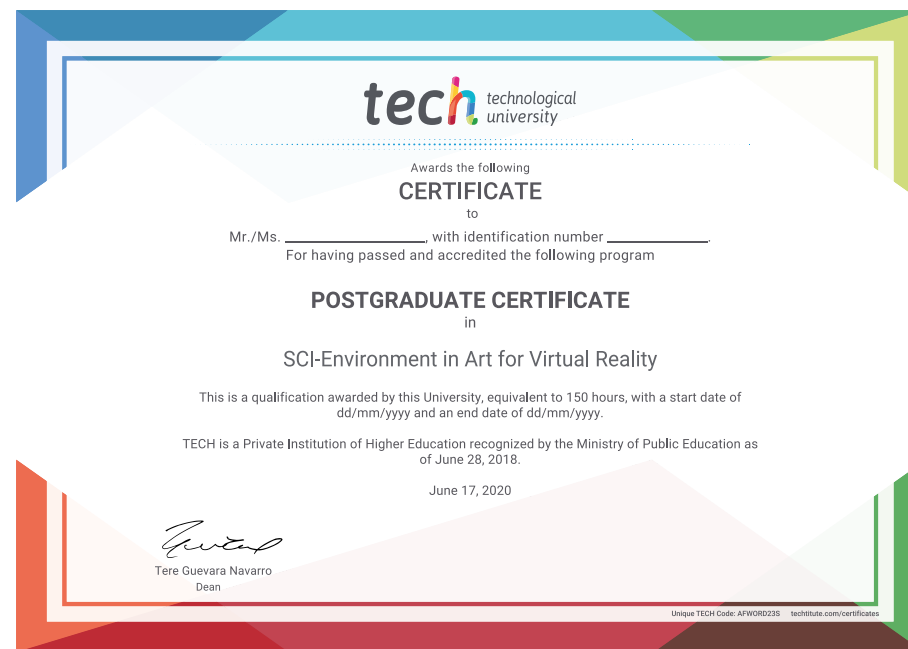 tech technological
university
Awards the following
CERTIFICATE
to
Mr./Ms. ____________, with identification number ____________.
For having passed and accredited the following program
POSTGRADUATE CERTIFICATE
in
SCI-Environment in Art for Virtual Reality
This is a qualification awarded by this University, equivalent to 150 hours, with a start date of
dd/mm/yyyy and an end date of dd/mm/yyyy.
TECH is a Private Institution of Higher Education recognized by the Ministry of Public Education as
of June 28, 2018.
June 17, 2020
Tere Guevara Navarro
Dean
Unique TECH Code: AFWORD23S techtitute.com/certificates